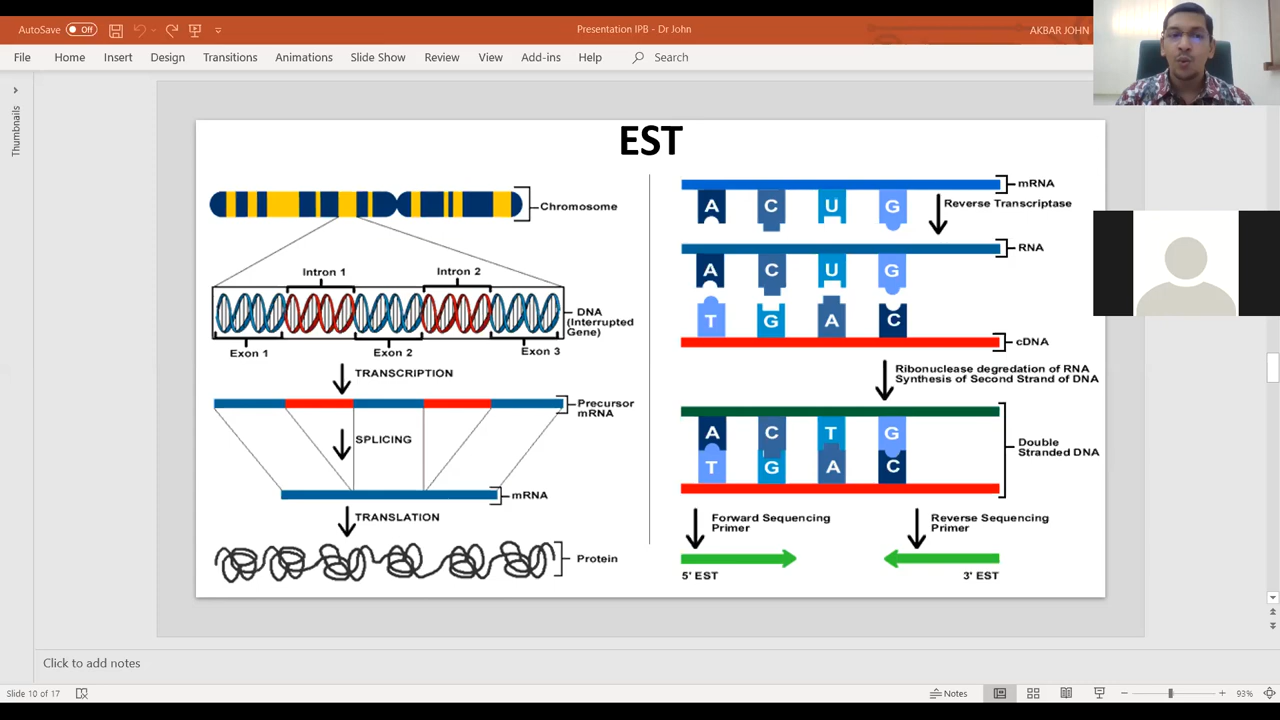 AutoSave Off
Presentation IPB - Dr John
AKBAR JOHN
File Home Insert Design Transitions Animations Slide Show Review View Add-ins Help Search
Thumbnails
EST
Chromosome
Intron 1
Intron 2
DNA
(Interrupted
Gene)
Exon 1
Exon 2
Exon 3
TRANSCRIPTION
Precursor
mRNA
SPLICING
mRNA
TRANSLATION
Protein
mRNA
A C U G
Reverse Transcriptase
RNA
A C U G
T G A C
cDNA
Ribonuclease degredation of RNA
Synthesis of Second Strand of DNA
A C T G
T G A C
Double
Stranded DNA
Forward Sequencing
Primer
Reverse Sequencing
Primer
5' EST
3' EST
Click to add notes
Slide 10 of 17
Notes
93%